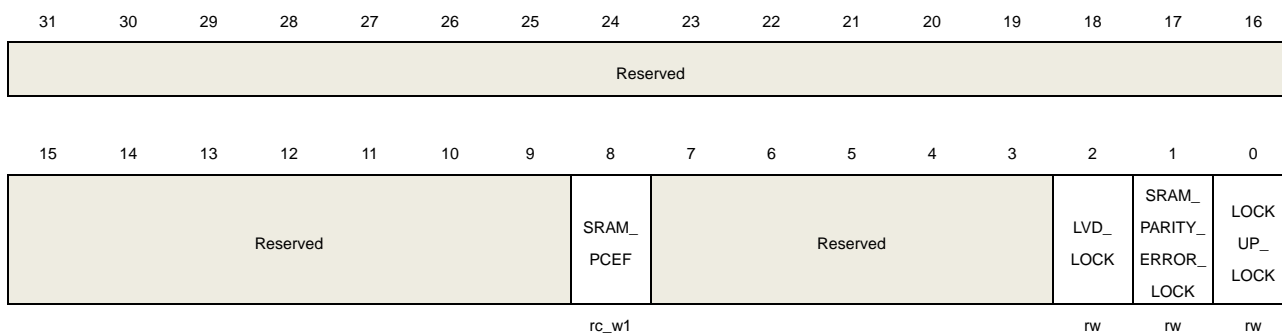 31 30 29 28 27 26 25 24 23 22 21 20 19 18 17 16
Reserved
15 14 13 12 11 10 9 8 7 6 5 4 3 2 1 0
Reserved
SRAM_
PCEF
Reserved
LVD_
LOCK
SRAM_
PARITY_
ERROR_
LOCK
LOCK
UP_
LOCK
rc_w1 rw rw rw